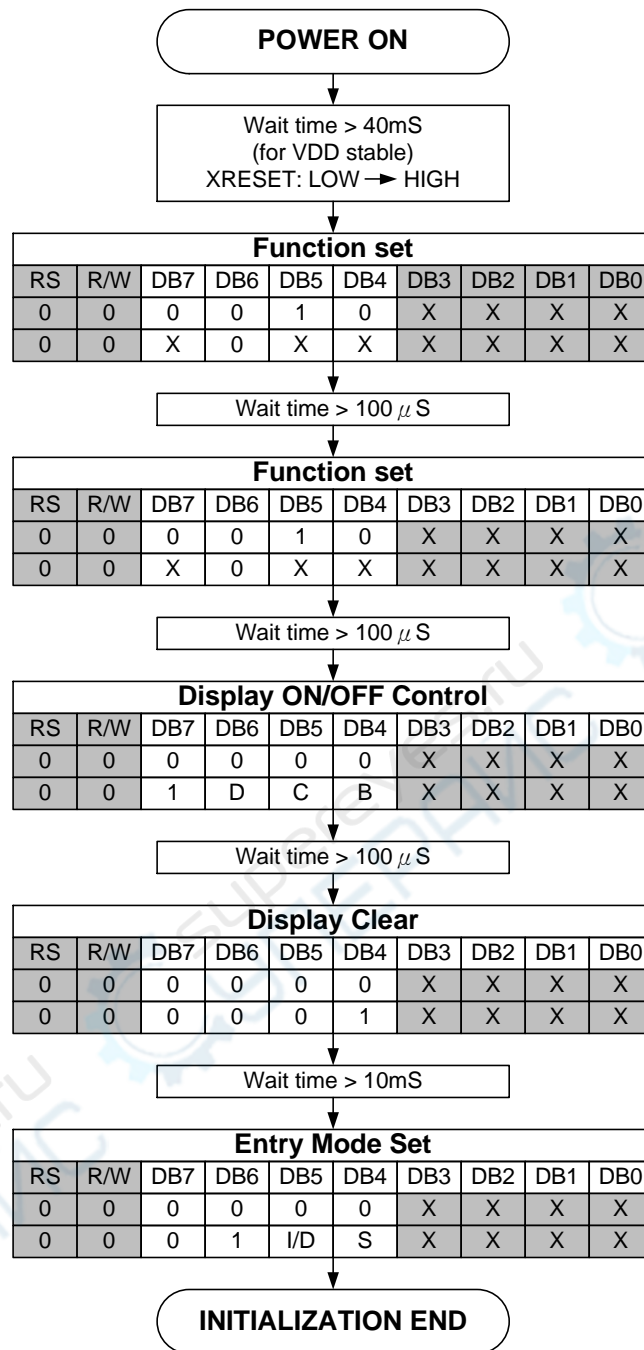 POWER ON
Wait time > 40mS
(for VDD stable)
XRESET: LOW → HIGH
Function set
RS R/W DB7 DB6 DB5 DB4 DB3 DB2 DB1 DB0
0 0 0 0 1 0 X X X X
0 0 X 0 X X X X X X
Wait time > 100 μS
Function set
RS R/W DB7 DB6 DB5 DB4 DB3 DB2 DB1 DB0
0 0 0 0 1 0 X X X X
0 0 X 0 X X X X X X
Wait time > 100 μS
Display ON/OFF Control
RS R/W DB7 DB6 DB5 DB4 DB3 DB2 DB1 DB0
0 0 0 0 0 0 X X X X
0 0 1 D C B X X X X
Wait time > 100 μS
Display Clear
RS R/W DB7 DB6 DB5 DB4 DB3 DB2 DB1 DB0
0 0 0 0 0 0 X X X X
0 0 0 0 0 1 X X X X
Wait time > 10mS
Entry Mode Set
RS R/W DB7 DB6 DB5 DB4 DB3 DB2 DB1 DB0
0 0 0 0 0 0 X X X X
0 0 0 1 I/D S X X X X
INITIALIZATION END
supereyes.ru
СУПЕРАЙС